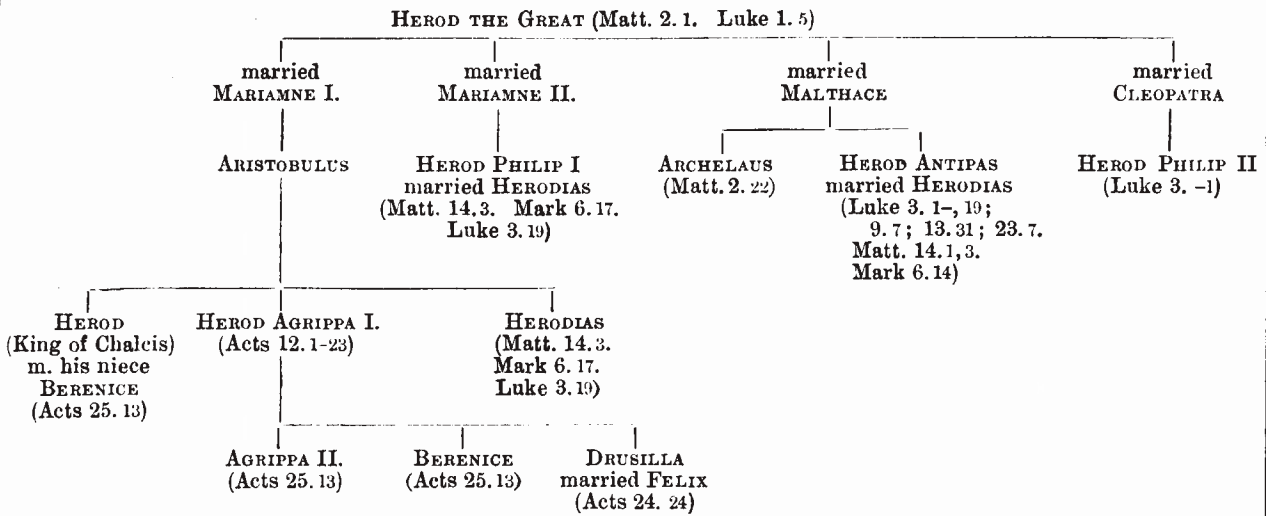 HEROD THE GREAT (Matt. 2. 1. Luke 1. 5)
married
MARIAMNE I.
married
MARIAMNE II.
married
MALTHACE
married
CLEOPATRA
ARISTOBULUS
HEROD PHILIP I
married HERODIAS
(Matt. 14. 3. Mark 6. 17.
Luke 3. 19)
ARCHELAUS
(Matt. 2. 22)
HEROD ANTIPAS
married HERODIAS
(Luke 3. 1–, 19;
9. 7; 13. 31; 23. 7.
Matt. 14. 1, 3.
Mark 6. 14)
HEROD PHILIP II
(Luke 3. –1)
HEROD
(King of Chalcis)
m. his niece
BERENICE
(Acts 25. 13)
HEROD AGRIPPA I.
(Acts 12. 1-23)
HERODIAS
(Matt. 14. 3.
Mark 6. 17.
Luke 3. 19)
AGRIPPA II.
(Acts 25. 13)
BERENICE
(Acts 25. 13)
DRUSILLA
married FELIX
(Acts 24. 24)